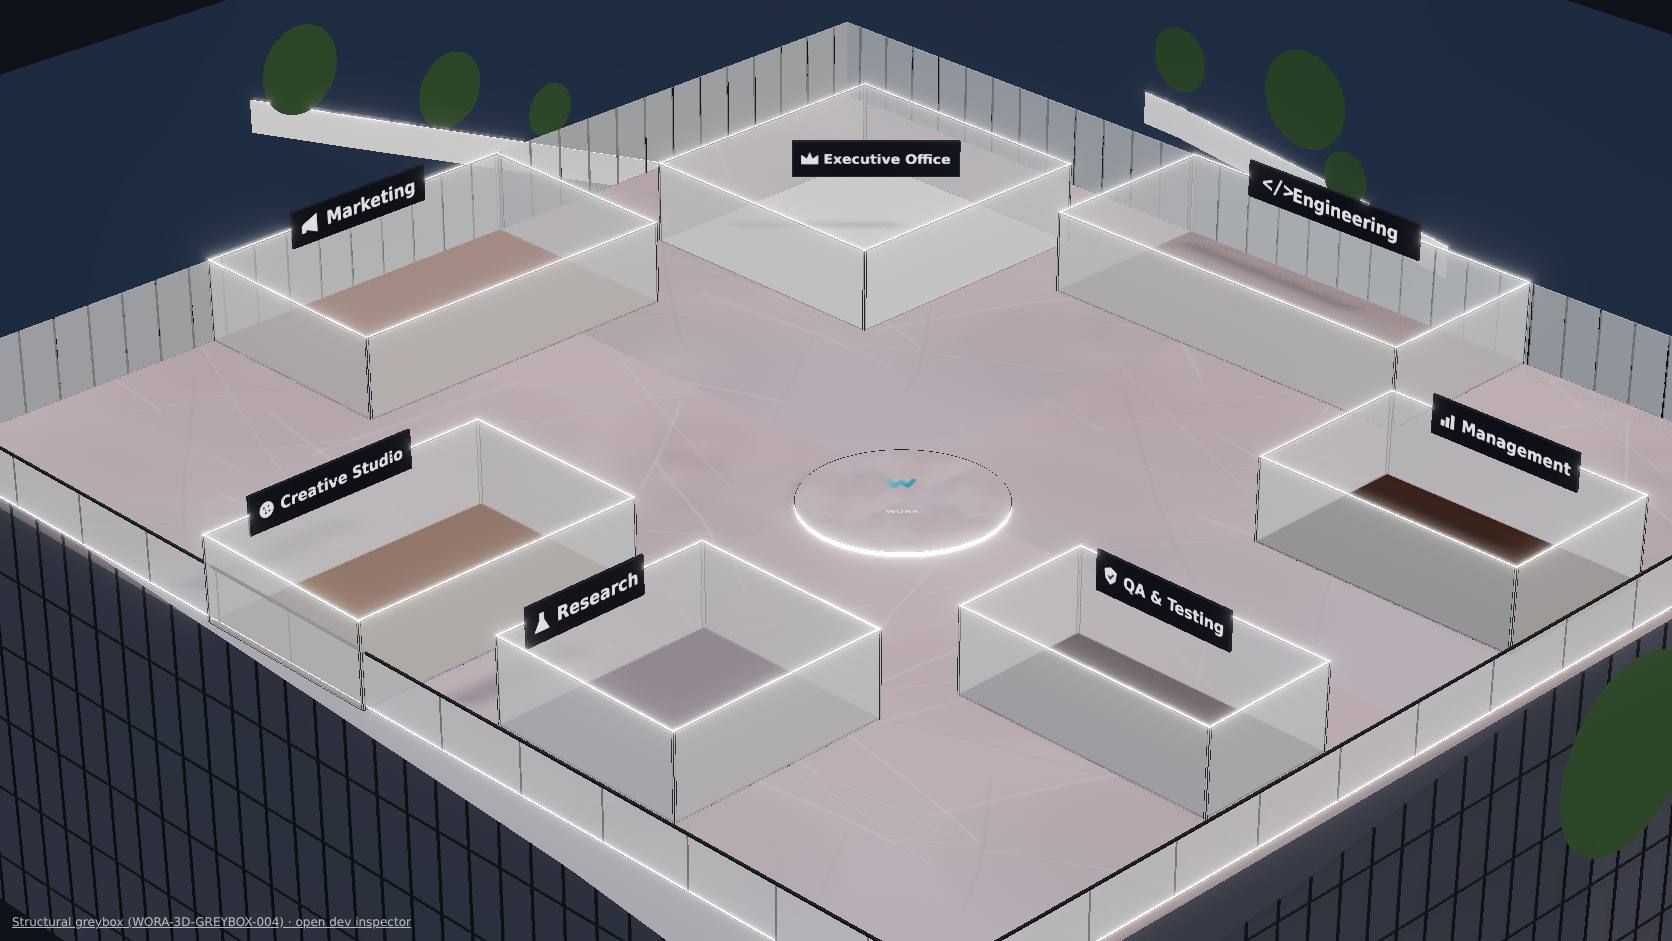 Executive Office
Marketing
</>Engineering
Management
Creative Studio
WORA
Research
QA & Testing
Structural greybox (WORA-3D-GREYBOX-004) · open dev inspector